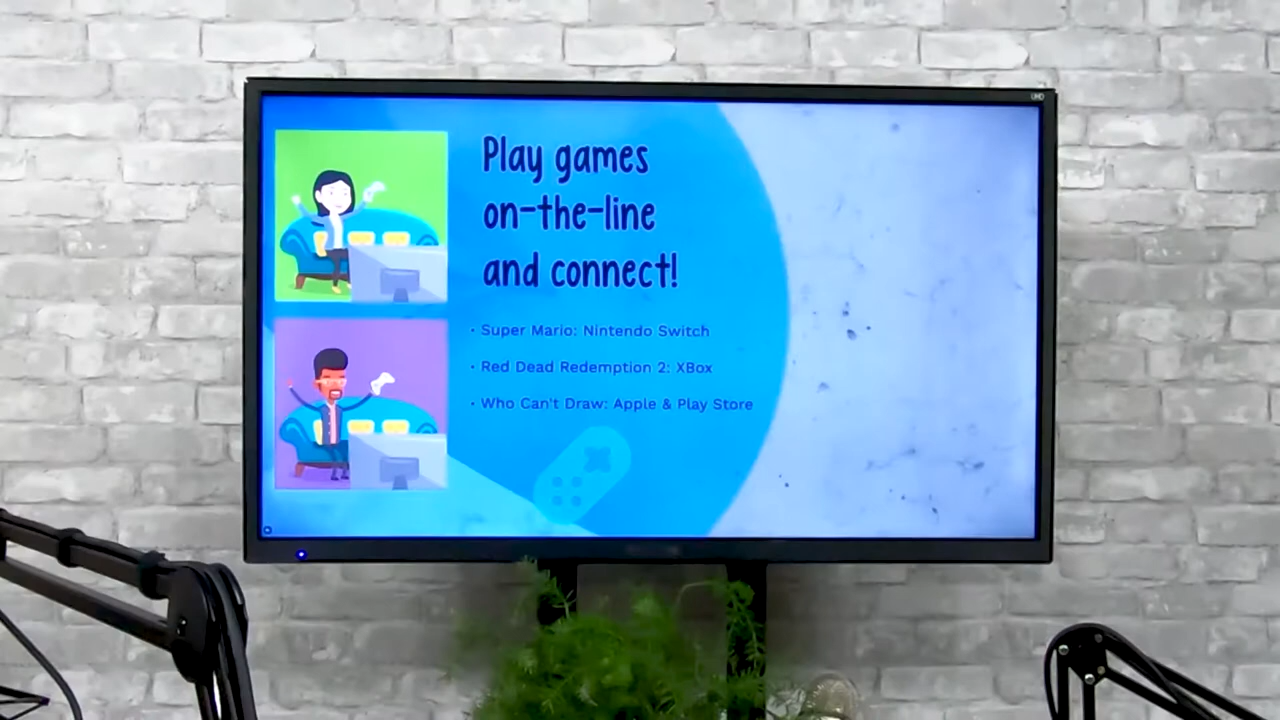 UHD
Play games
on-the-line
and connect!
• Super Mario: Nintendo Switch
• Red Dead Redemption 2: XBox
• Who Can't Draw: Apple & Play Store